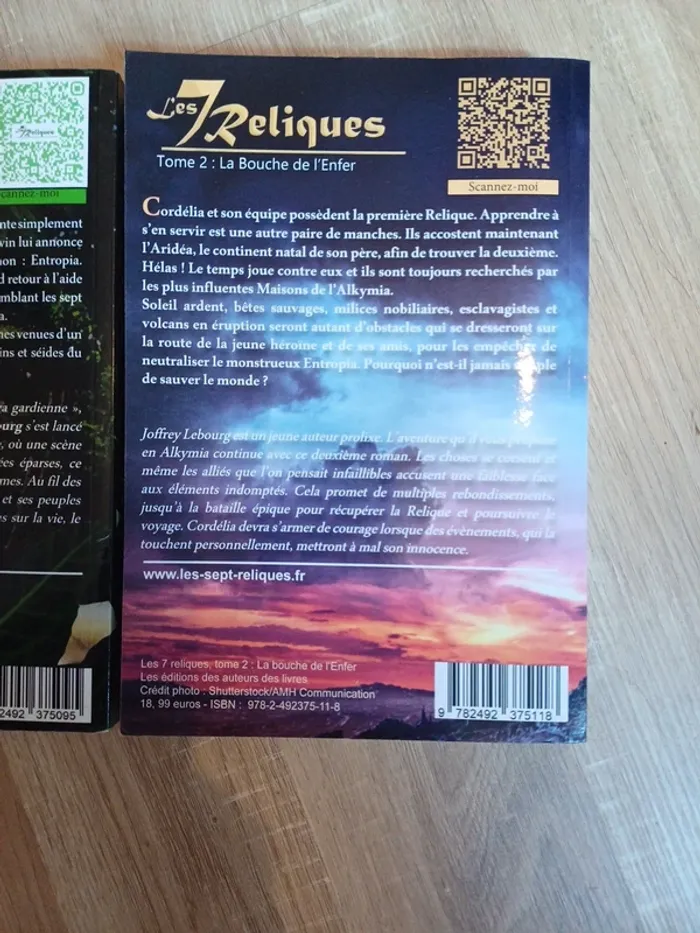 Reliques
cannez-moi
nte simplement
vin lui annonce
non : Entropia.
d retour à l'aide
mblant les sept
a.
nes venues d'un
ins et séides du
a gardienne »,
bourg s'est lancé
, où une scène
ées éparses, ce
mes. Au fil des
et ses peuples
s sur la vie, le
2492 375095
Les 7 Reliques
Tome 2 : La Bouche de l'Enfer
Scannez-moi
Cordélia et son équipe possèdent la première Relique. Apprendre à
s'en servir est une autre paire de manches. Ils accostent maintenant
l'Aridéa, le continent natal de son père, afin de trouver la deuxième.
Hélas ! Le temps joue contre eux et ils sont toujours recherchés par
les plus influentes Maisons de l'Alkymia.
Soleil ardent, bêtes sauvages, milices nobiliaires, esclavagistes et
volcans en éruption seront autant d'obstacles qui se dresseront sur
la route de la jeune héroïne et de ses amis, pour les empêcher de
neutraliser le monstrueux Entropia. Pourquoi n'est-il jamais simple
de sauver le monde ?
Joffrey Lebourg est un jeune auteur prolixe. L'aventure qu'il vous propose
en Alkymia continue avec ce deuxième roman. Les choses se corsent et
même les alliés que l'on pensait infaillibles accusent une faiblesse face
aux éléments indomptés. Cela promet de multiples rebondissements,
jusqu'à la bataille épique pour récupérer la Relique et poursuivre le
voyage. Cordélia devra s'armer de courage lorsque des évènements, qui la
touchent personnellement, mettront à mal son innocence.
www.les-sept-reliques.fr
Les 7 reliques, tome 2 : La bouche de l'Enfer
Les éditions des auteurs des livres
Crédit photo : Shutterstock/AMH Communication
18, 99 euros - ISBN : 978-2-492375-11-8
9 782492 375118